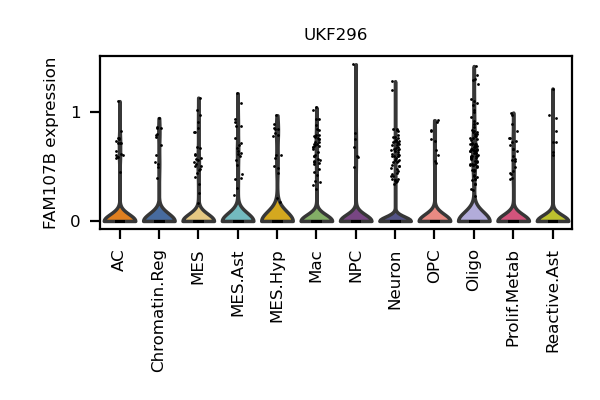 UKF296
FAM107B expression
1
0
AC
Chromatin.Reg
MES
MES.Ast
MES.Hyp
Mac
NPC
Neuron
OPC
Oligo
Prolif.Metab
Reactive.Ast